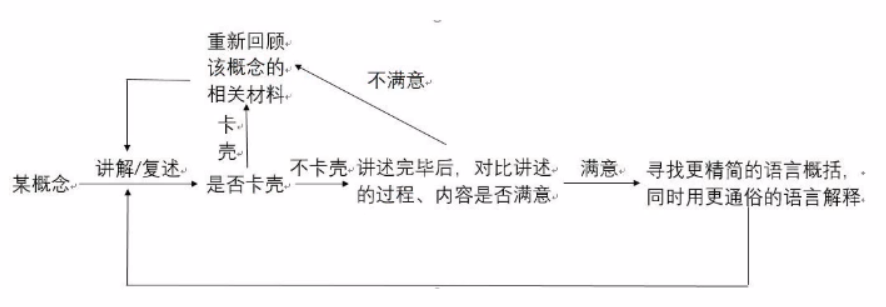 重新回顾
该概念的
相关材料
不满意
卡
壳
讲解/复述
不卡壳
满意
某概念
是否卡壳
讲述完毕后，对比讲述
的过程、内容是否满意
寻找更精简的语言概括，
同时用更通俗的语言解释